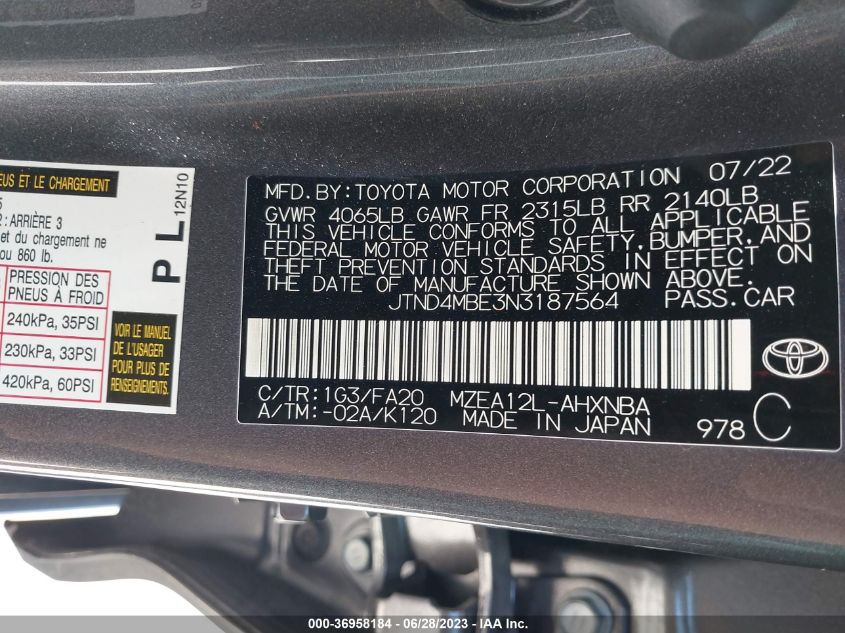 EUS ET LE CHARGEMENT
5
2: ARRIÈRE 3
et du chargement ne
ou 860 lb.
PRESSION DES
PNEUS À FROID
240kPa, 35PSI
230kPa, 33PSI
420kPa, 60PSI
VOIR LE MANUEL
DE L'USAGER
POUR PLUS DE
RENSEIGNEMENTS.
P L
12N10
MFD. BY: TOYOTA MOTOR CORPORATION 07/22
GVWR 4065LB GAWR FR 2315LB RR 2140LB
THIS VEHICLE CONFORMS TO ALL APPLICABLE
FEDERAL MOTOR VEHICLE SAFETY, BUMPER, AND
THEFT PREVENTION STANDARDS IN EFFECT ON
THE DATE OF MANUFACTURE SHOWN ABOVE.
JTND4MBE3N3187564 PASS. CAR
C/TR: 1G3/FA20 MZEA12L-AHXNBA
A/TM: -02A/K120 MADE IN JAPAN 978 C
000-36958184 - 06/28/2023 - IAA Inc.